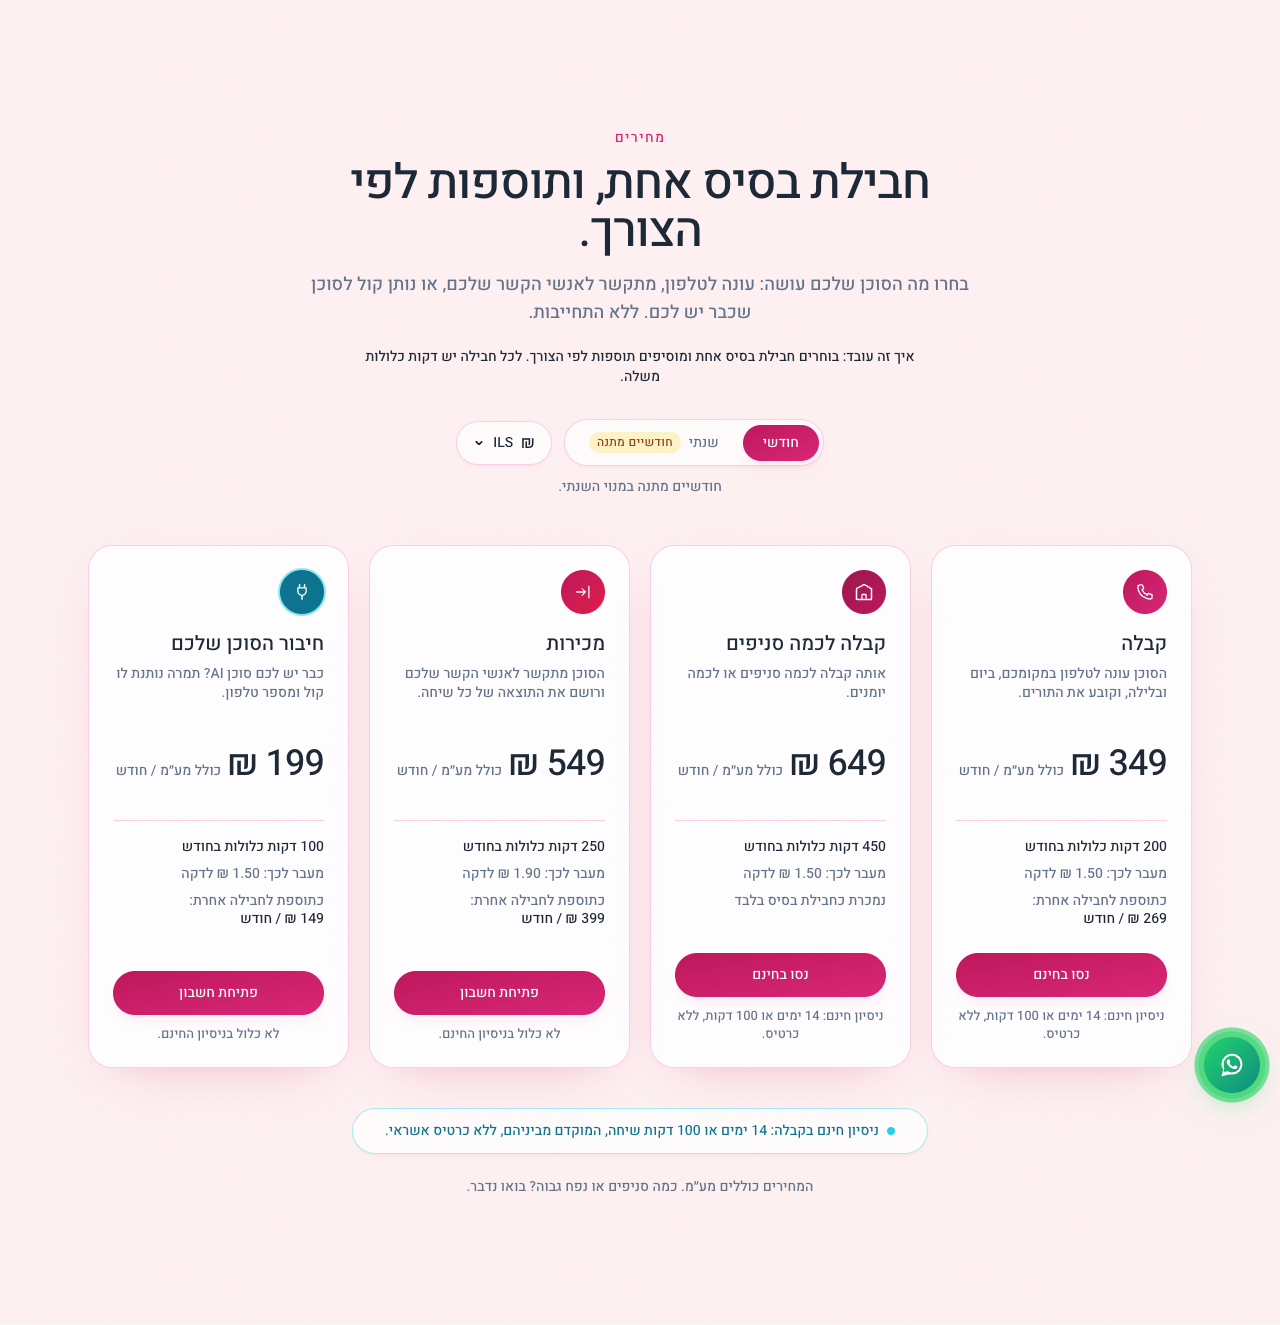 מחירים
חבילת בסיס אחת, ותוספות לפי
הצורך.
בחרו מה הסוכן שלכם עושה: עונה לטלפון, מתקשר לאנשי הקשר שלכם, או נותן קול לסוכן
שכבר יש לכם. ללא התחייבות.
איך זה עובד: בוחרים חבילת בסיס אחת ומוסיפים תוספות לפי הצורך. לכל חבילה יש דקות כלולות
משלה.
חודשי
שנתי חודשיים מתנה
₪ ILS
חודשיים מתנה במנוי השנתי.
קבלה
הסוכן עונה לטלפון במקומכם, ביום
ובלילה, וקובע את התורים.
349 ₪ כולל מע״מ / חודש
200 דקות כלולות בחודש
מעבר לכך: 1.50 ₪ לדקה
כתוספת לחבילה אחרת:
269 ₪ / חודש
נסו בחינם
ניסיון חינם: 14 ימים או 100 דקות, ללא
כרטיס.
קבלה לכמה סניפים
אותה קבלה לכמה סניפים או לכמה
יומנים.
649 ₪ כולל מע״מ / חודש
450 דקות כלולות בחודש
מעבר לכך: 1.50 ₪ לדקה
נמכרת כחבילת בסיס בלבד
נסו בחינם
ניסיון חינם: 14 ימים או 100 דקות, ללא
כרטיס.
מכירות
הסוכן מתקשר לאנשי הקשר שלכם
ורושם את התוצאה של כל שיחה.
549 ₪ כולל מע״מ / חודש
250 דקות כלולות בחודש
מעבר לכך: 1.90 ₪ לדקה
כתוספת לחבילה אחרת:
399 ₪ / חודש
פתיחת חשבון
לא כלול בניסיון החינם.
חיבור הסוכן שלכם
כבר יש לכם סוכן AI? תמרה נותנת לו
קול ומספר טלפון.
199 ₪ כולל מע״מ / חודש
100 דקות כלולות בחודש
מעבר לכך: 1.50 ₪ לדקה
כתוספת לחבילה אחרת:
149 ₪ / חודש
פתיחת חשבון
לא כלול בניסיון החינם.
ניסיון חינם בקבלה: 14 ימים או 100 דקות שיחה, המוקדם מביניהם, ללא כרטיס אשראי.
המחירים כוללים מע״מ. כמה סניפים או נפח גבוה? בואו נדבר.